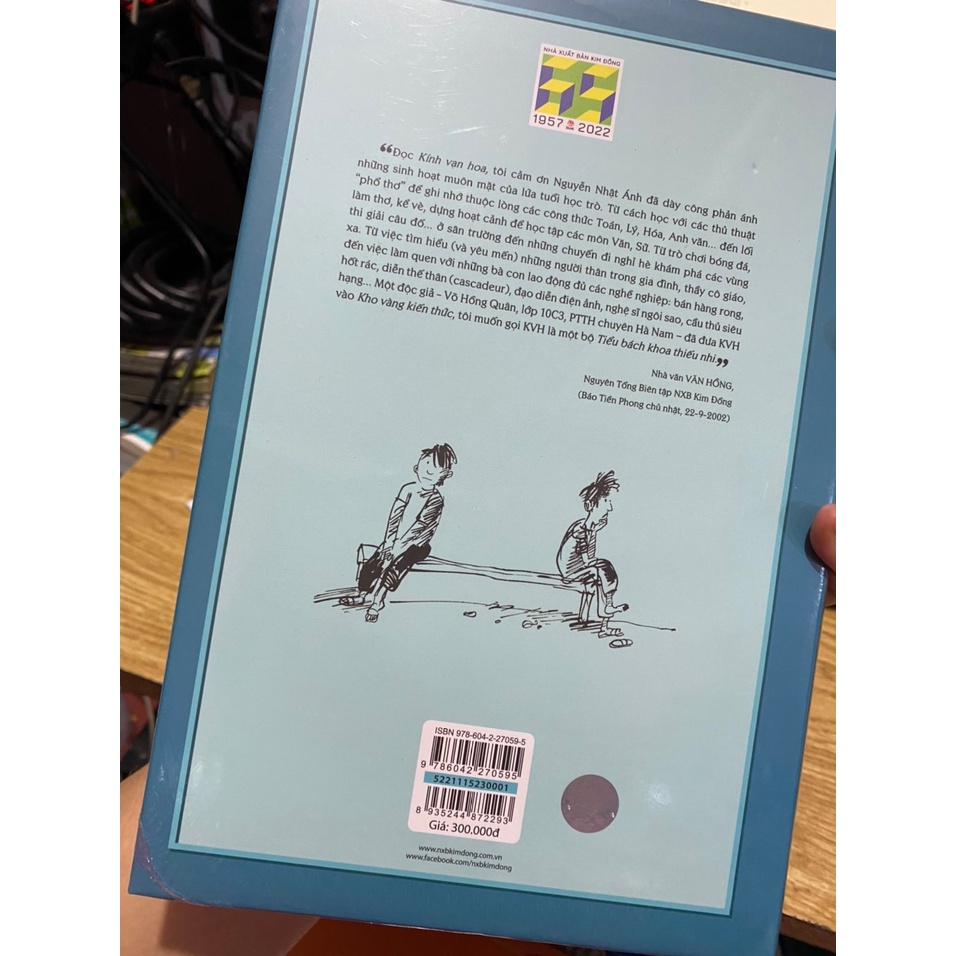 NHÀ XUẤT BẢN KIM ĐỒNG
65
1957 2022
“Đọc Kính vạn hoa, tôi cảm ơn Nguyễn Nhật Ánh đã dày công phản ánh
những sinh hoạt muôn mặt của lứa tuổi học trò. Từ cách học với các thủ thuật
“phổ thơ” để ghi nhớ thuộc lòng các công thức Toán, Lý, Hóa, Anh văn... đến lối
làm thơ, kể vè, dựng hoạt cảnh để học tập các môn Văn, Sử. Từ trò chơi bóng đá,
thi giải câu đố... ở sân trường đến những chuyến đi nghỉ hè khám phá các vùng
xa. Từ việc tìm hiểu (và yêu mến) những người thân trong gia đình, thầy cô giáo,
đến việc làm quen với những bà con lao động đủ các nghề nghiệp: bán hàng rong,
hốt rác, diễn thế thân (cascadeur), đạo diễn điện ảnh, nghệ sĩ ngôi sao, cầu thủ siêu
hạng... Một độc giả – Võ Hồng Quân, lớp 10C3, PTTH chuyên Hà Nam – đã đưa KVH
vào Kho vàng kiến thức, tôi muốn gọi KVH là một bộ Tiểu bách khoa thiếu nhi.”
Nhà văn VĂN HỒNG,
Nguyên Tổng Biên tập NXB Kim Đồng
(Báo Tiền Phong chủ nhật, 22-9-2002)
ISBN 978-604-2-27059-5
9 786042 270595
5221115230001
8 935244 872293
Giá: 300.000đ
www.nxbkimdong.com.vn
www.facebook.com/nxbkimdong